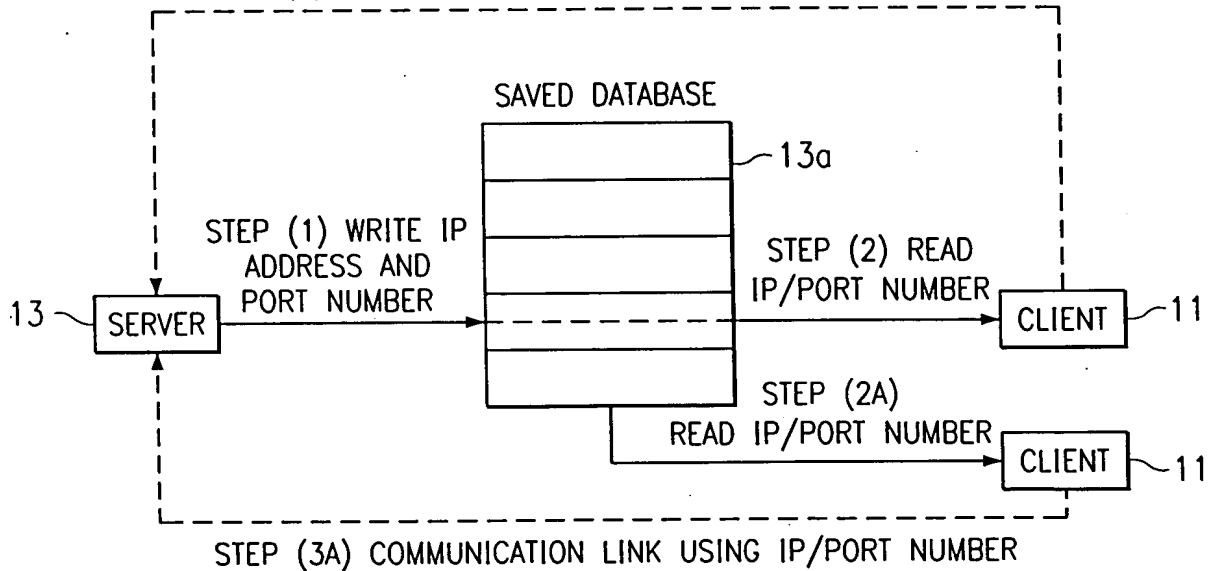 SAVED DATABASE
13a
STEP (1) WRITE IP
ADDRESS AND
PORT NUMBER
STEP (2) READ
IP/PORT NUMBER
13
SERVER
CLIENT
11
STEP (2A)
READ IP/PORT NUMBER
CLIENT
11
STEP (3A) COMMUNICATION LINK USING IP/PORT NUMBER